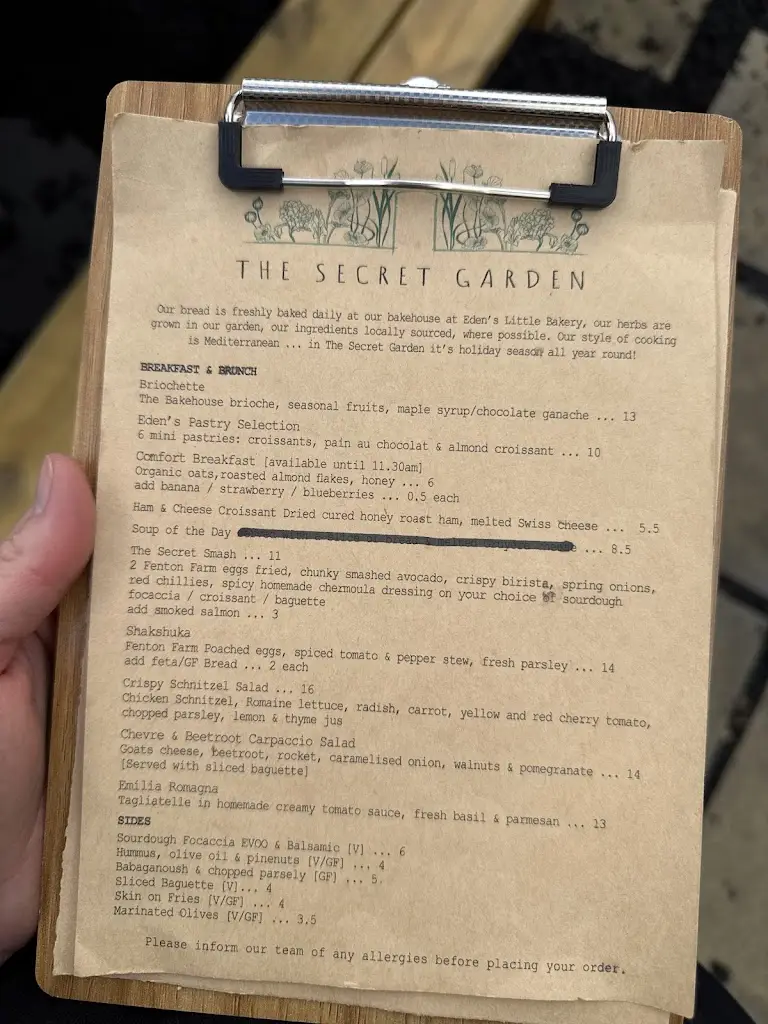 THE SECRET GARDEN
Our bread is freshly baked daily at our bakehouse at Eden's Little Bakery, our herbs are
grown in our garden, our ingredients locally sourced, where possible. Our style of cooking
is Mediterranean ... in The Secret Garden it's holiday season all year round!
BREAKFAST & BRUNCH
Briochette
The Bakehouse brioche, seasonal fruits, maple syrup/chocolate ganache ... 13
Eden's Pastry Selection
6 mini pastries: croissants, pain au chocolat & almond croissant ... 10
Comfort Breakfast [available until 11.30am]
Organic oats,roasted almond flakes, honey ... 6
add banana / strawberry / blueberries ... 0.5 each
Ham & Cheese Croissant Dried cured honey roast ham, melted Swiss cheese ... 5.5
Soup of the Day ... 8.5
The Secret Smash ... 11
2 Fenton Farm eggs fried, chunky smashed avocado, crispy birista, spring onions,
red chillies, spicy homemade chermoula dressing on your choice of sourdough
focaccia / croissant / baguette
add smoked salmon ... 3
Shakshuka
Fenton Farm Poached eggs, spiced tomato & pepper stew, fresh parsley ... 14
add feta/GF Bread ... 2 each
Crispy Schnitzel Salad ... 16
Chicken Schnitzel, Romaine lettuce, radish, carrot, yellow and red cherry tomato,
chopped parsley, lemon & thyme jus
Chevre & Beetroot Carpaccio Salad
Goats cheese, beetroot, rocket, caramelised onion, walnuts & pomegranate ... 14
[Served with sliced baguette]
Emilia Romagna
Tagliatelle in homemade creamy tomato sauce, fresh basil & parmesan ... 13
SIDES
Sourdough Focaccia EVOO & Balsamic [V] ... 6
Hummus, olive oil & pinenuts [V/GF] ... 4
Babaganoush & chopped parsely [GF] ... 5.
Sliced Baguette [V]... 4
Skin on Fries [V/GF] ... 4
Marinated Olives [V/GF] ... 3,5
Please inform our team of any allergies before placing your order.